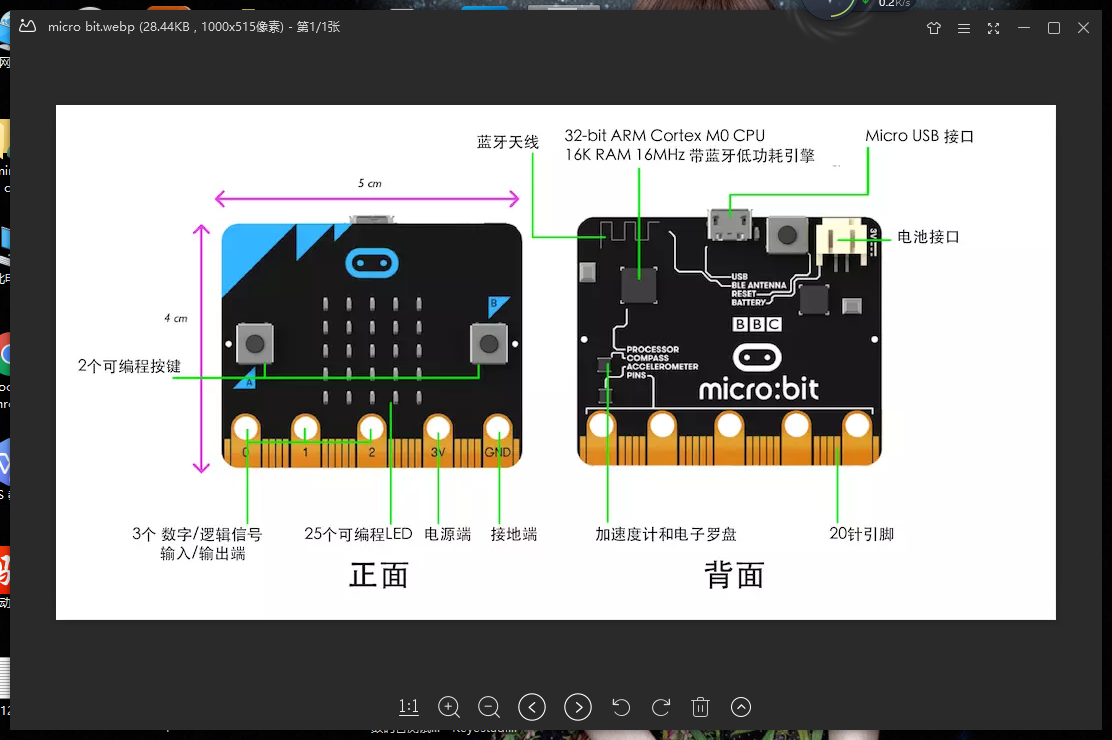 0.2K/s
micro bit.webp (28.44KB , 1000x515像素) - 第1/1张
蓝牙天线
32-bit ARM Cortex M0 CPU
16K RAM 16MHz 带蓝牙低功耗引擎
Micro USB 接口
5 cm
电池接口
4 cm
2个可编程按键
B
A
0
1
2
3V
GND
3V
USB
BLE ANTENNA
RESET
BATTERY
BBC
PROCESSOR
COMPASS
ACCELEROMETER
PINS
micro:bit
3个 数字/逻辑信号
输入/输出端
25个可编程LED
电源端
接地端
加速度计和电子罗盘
20针引脚
正面
背面
1:1